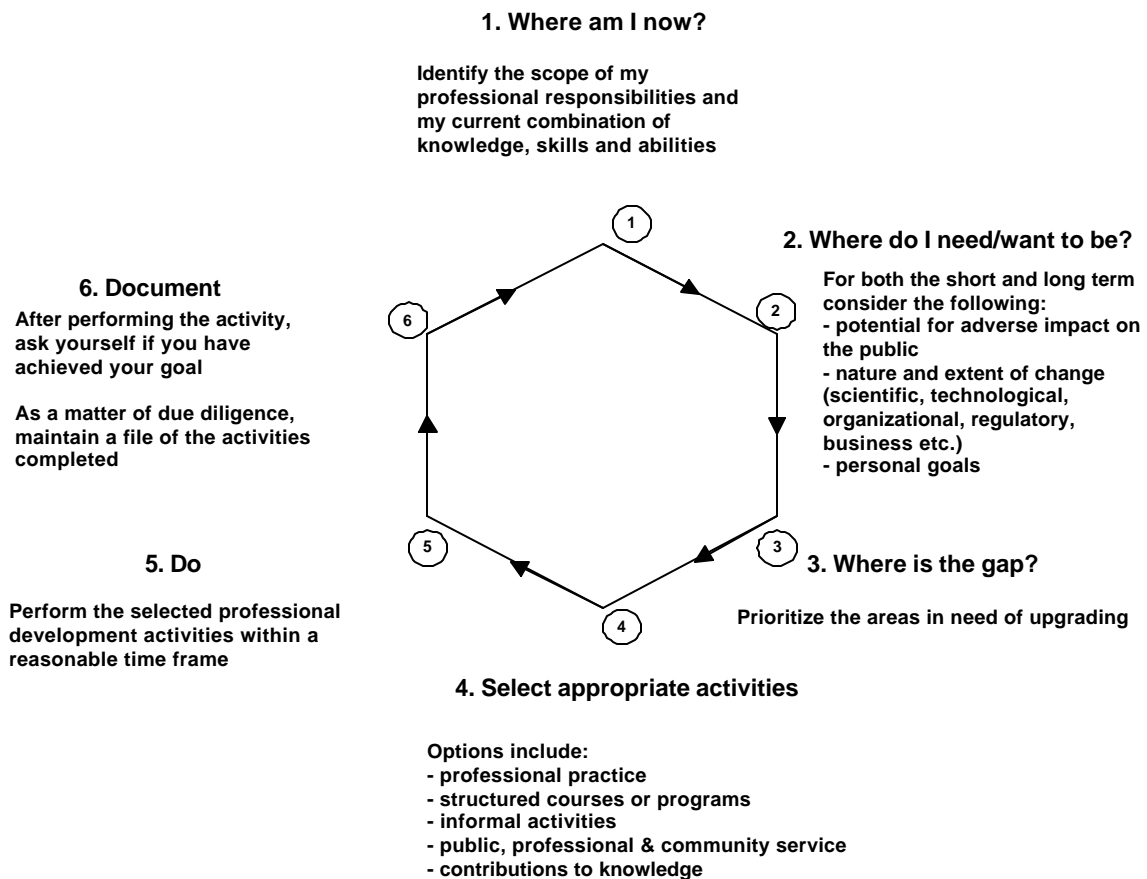 1. Where am I now?
Identify the scope of my
professional responsibilities and
my current combination of
knowledge, skills and abilities
1
2. Where do I need/want to be?
For both the short and long term
consider the following:
- potential for adverse impact on
the public
- nature and extent of change
(scientific, technological,
organizational, regulatory,
business etc.)
- personal goals
2
3
3. Where is the gap?
Prioritize the areas in need of upgrading
4
4. Select appropriate activities
Options include:
- professional practice
- structured courses or programs
- informal activities
- public, professional & community service
- contributions to knowledge
5
5. Do
Perform the selected professional
development activities within a
reasonable time frame
6
6. Document
After performing the activity,
ask yourself if you have
achieved your goal
As a matter of due diligence,
maintain a file of the activities
completed